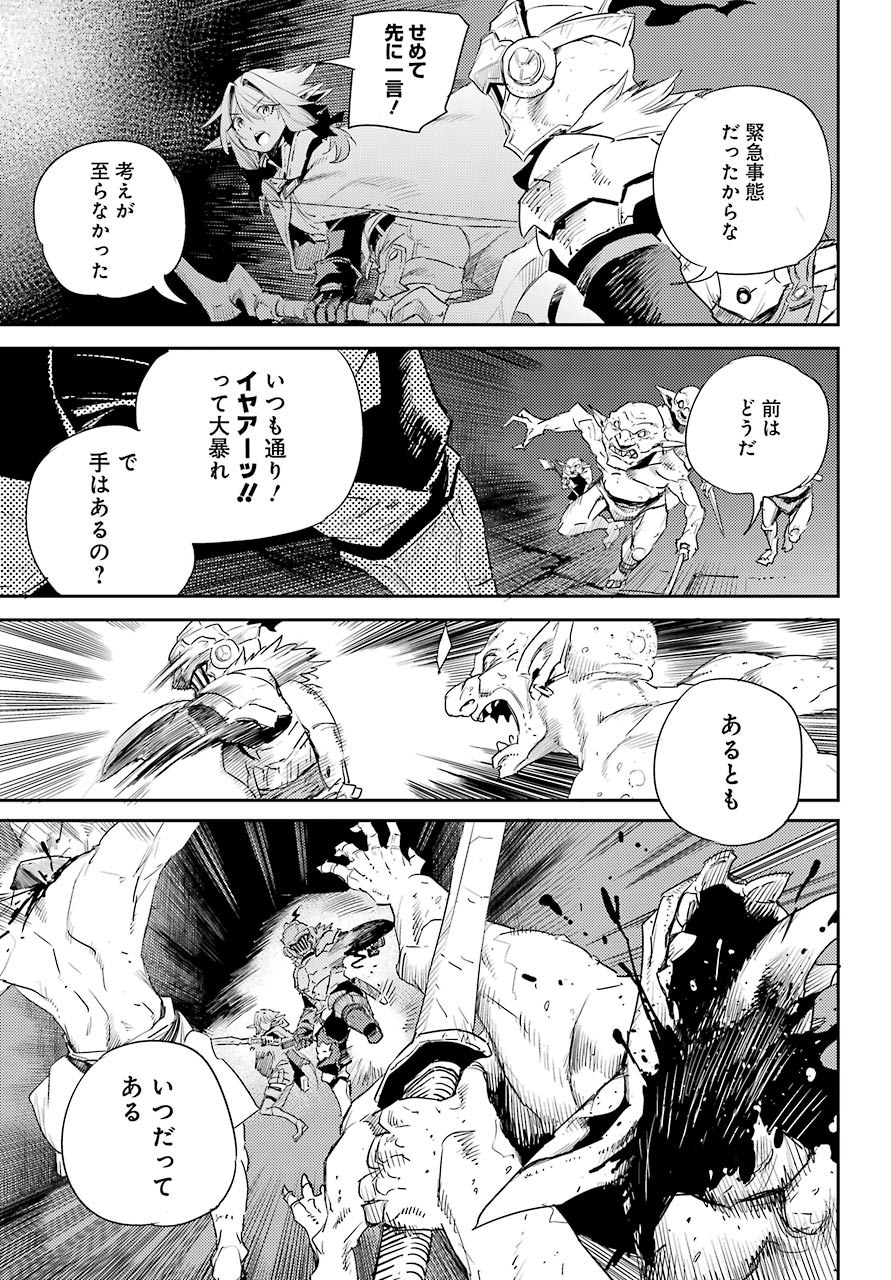 せめて
先に一言！
緊急事態
だったからな
考えが
至らなかった
前は
どうだ
いつも通り！
イヤアーッ!!
って大暴れ
で
手はあるの？
あるとも
いつだって
ある